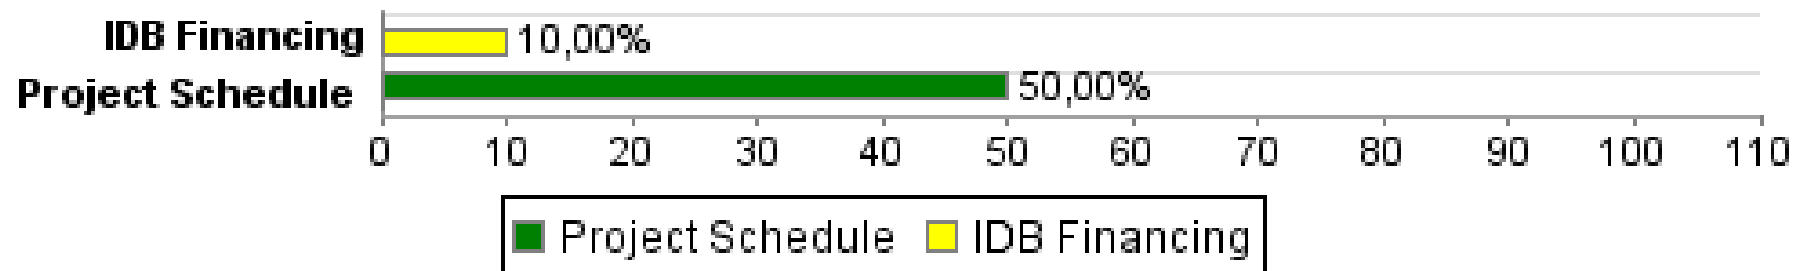 IDB Financing 10,00%
Project Schedule 50,00%
0 10 20 30 40 50 60 70 80 90 100 110
Project Schedule IDB Financing